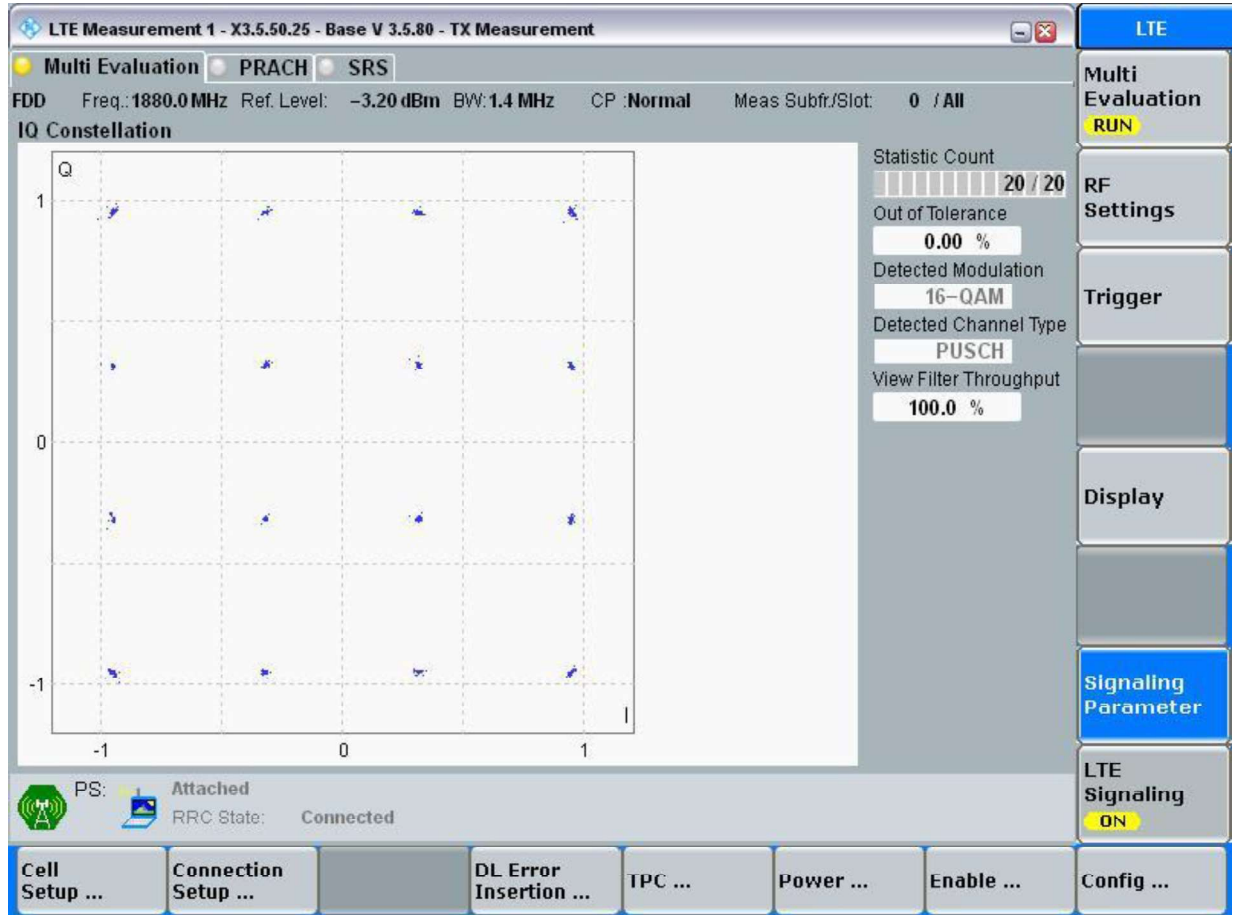 LTE Measurement 1 - X3.5.50.25 - Base V 3.5.80 - TX Measurement
LTE
Multi Evaluation PRACH SRS
FDD Freq.: 1880.0 MHz Ref. Level: -3.20 dBm BW: 1.4 MHz CP : Normal Meas Subfr./Slot: 0 / All
IQ Constellation
Q
1
0
-1
I
-1 0 1
Statistic Count
20 / 20
Out of Tolerance
0.00 %
Detected Modulation
16-QAM
Detected Channel Type
PUSCH
View Filter Throughput
100.0 %
Multi
Evaluation
RUN
RF
Settings
Trigger
Display
Signaling
Parameter
LTE
Signaling
ON
PS: Attached
RRC State: Connected
Cell
Setup ...
Connection
Setup ...
DL Error
Insertion ...
TPC ...
Power ...
Enable ...
Config ...